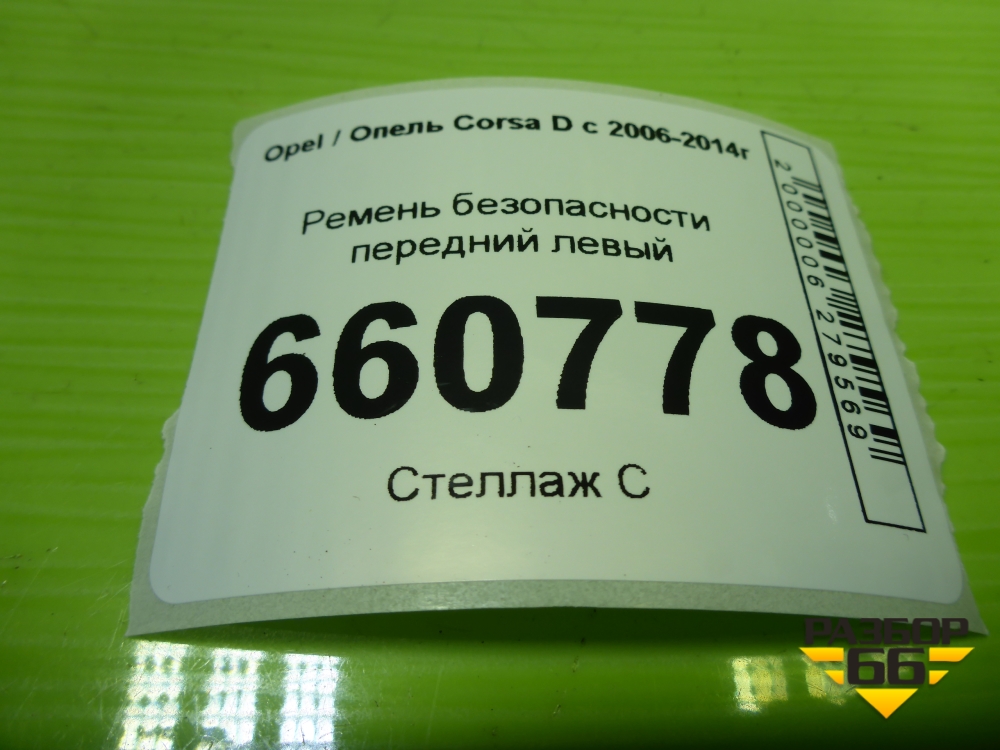 Opel / Опель Corsa D с 2006-2014г
Ремень безопасности
передний левый
660778
Стеллаж С
2000006279569
РАЗБОР
66